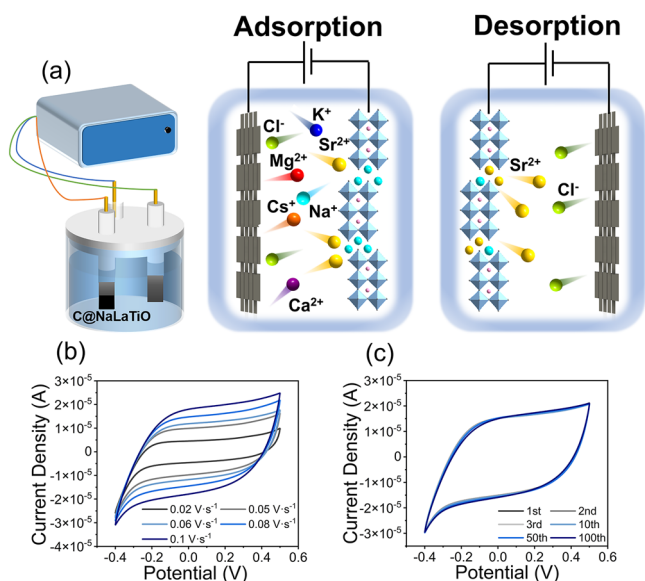 Adsorption
Desorption
(a)
K⁺
Cl⁻
Sr²⁺
Mg²⁺
Cs⁺
Na⁺
Ca²⁺
C@NaLaTiO
Sr²⁺
Cl⁻
(b)
Current Density (A)
3×10⁻⁵
2×10⁻⁵
1×10⁻⁵
0
-1×10⁻⁵
-2×10⁻⁵
-3×10⁻⁵
-4×10⁻⁵
0.02 V·s⁻¹ 0.05 V·s⁻¹
0.06 V·s⁻¹ 0.08 V·s⁻¹
0.1 V·s⁻¹
-0.4 -0.2 0.0 0.2 0.4 0.6
Potential (V)
(c)
Current Density (A)
3×10⁻⁵
2×10⁻⁵
1×10⁻⁵
0
-1×10⁻⁵
-2×10⁻⁵
-3×10⁻⁵
1st 2nd
3rd 10th
50th 100th
-0.4 -0.2 0.0 0.2 0.4 0.6
Potential (V)